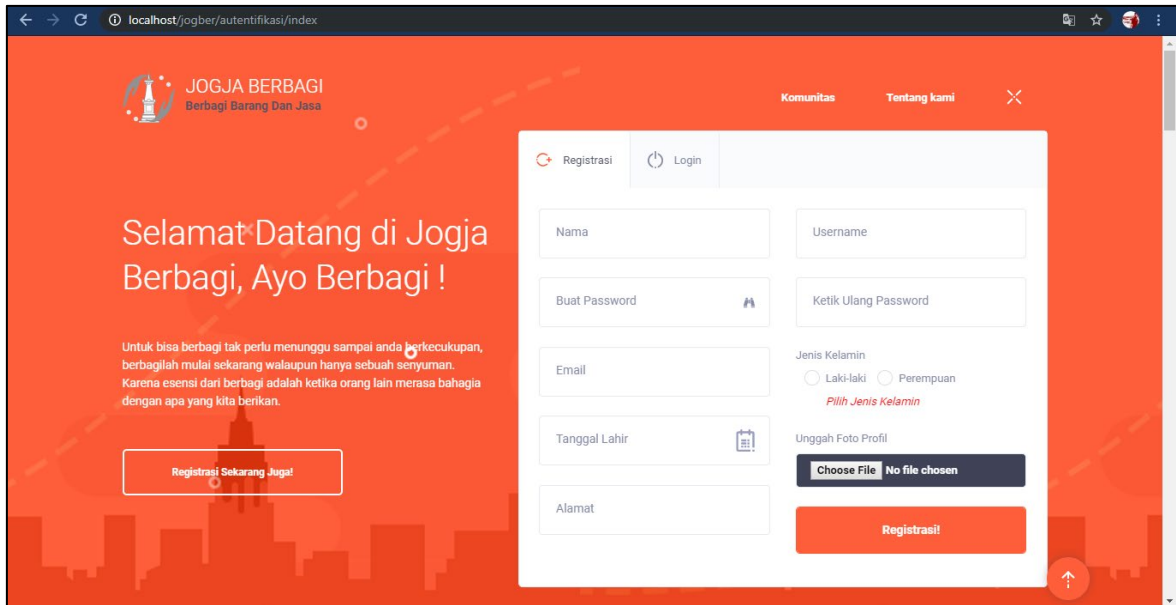 localhost/jogber/autentifikasi/index
JOGJA BERBAGI
Berbagi Barang Dan Jasa
Komunitas
Tentang kami
Registrasi
Login
Selamat Datang di Jogja
Berbagi, Ayo Berbagi !
Untuk bisa berbagi tak perlu menunggu sampai anda berkecukupan,
berbagilah mulai sekarang walaupun hanya sebuah senyuman.
Karena esensi dari berbagi adalah ketika orang lain merasa bahagia
dengan apa yang kita berikan.
Registrasi Sekarang Juga!
Nama
Username
Buat Password
Ketik Ulang Password
Email
Jenis Kelamin
Laki-laki
Perempuan
Pilih Jenis Kelamin
Tanggal Lahir
Unggah Foto Profil
Choose File No file chosen
Alamat
Registrasi!